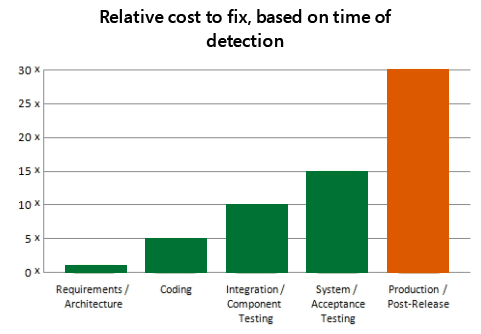 Relative cost to fix, based on time of
detection
30 x
25 x
20 x
15 x
10 x
5 x
0 x
Requirements /
Architecture
Coding
Integration /
Component
Testing
System /
Acceptance
Testing
Production /
Post-Release